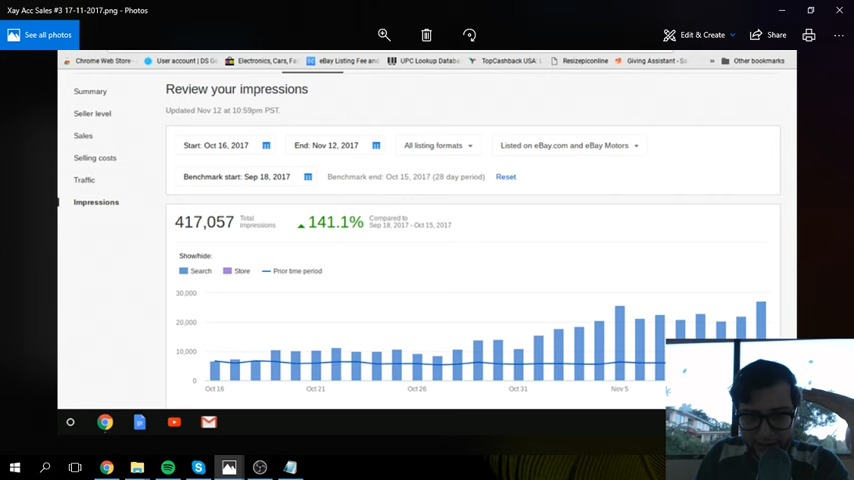 Xay Acc Sales #3 17-11-2017.png - Photos
See all photos
Edit & Create
Share
Chrome Web Store -
User account | DS G
Electronics, Cars, Fa
eBay Listing Fee and
UPC Lookup Datab
TopCashback USA:
Resizepiconline
Giving Assistant - Sa
»
Other bookmarks
Summary
Seller level
Sales
Selling costs
Traffic
Impressions
Review your impressions
Updated Nov 12 at 10:59pm PST.
Start: Oct 16, 2017
End: Nov 12, 2017
All listing formats
Listed on eBay.com and eBay Motors
Benchmark start: Sep 18, 2017
Benchmark end: Oct 15, 2017 (28 day period)
Reset
417,057
Total
Impressions
141.1%
Compared to
Sep 18, 2017 - Oct 15, 2017
Show/hide:
Search
Store
Prior time period
30,000
20,000
10,000
0
Oct 16
Oct 21
Oct 26
Oct 31
Nov 5